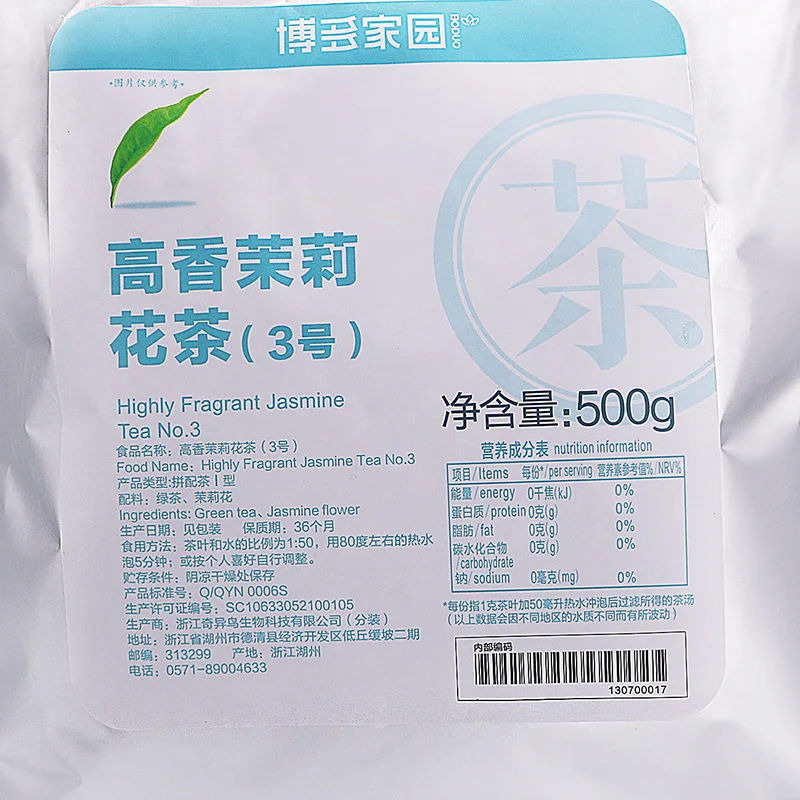 博多家园
BODUO
*图片仅供参考*
茶
高香茉莉
花茶（3号）
Highly Fragrant Jasmine
Tea No.3
食品名称：高香茉莉花茶（3号）
Food Name：Highly Fragrant Jasmine Tea No.3
产品类型:拼配茶Ⅰ型
配料：绿茶、茉莉花
Ingredients: Green tea、Jasmine flower
生产日期：见包装 保质期：36个月
食用方法：茶叶和水的比例为1:50，用80度左右的热水
泡5分钟；或按个人喜好自行调整。
贮存条件：阴凉干燥处保存
产品标准号：Q/QYN 0006S
生产许可证编号：SC10633052100105
生产商：浙江奇异鸟生物科技有限公司（分装）
地址：浙江省湖州市德清县经济开发区低丘缓坡二期
邮编：313299 产地：浙江湖州
电话：0571-89004633
净含量:500g
营养成分表 nutrition information
项目/Items 每份*/per serving 营养素参考值%/NRV%
能量/energy 0千焦(kJ) 0%
蛋白质/protein 0克(g) 0%
脂肪/fat 0克(g) 0%
碳水化合物 0克(g) 0%
/carbohydrate
钠/sodium 0毫克(mg) 0%
*每份指1克茶叶加50毫升热水冲泡后过滤所得的茶汤
（以上数据会因不同地区的水质不同而有所波动）
内部编码
130700017